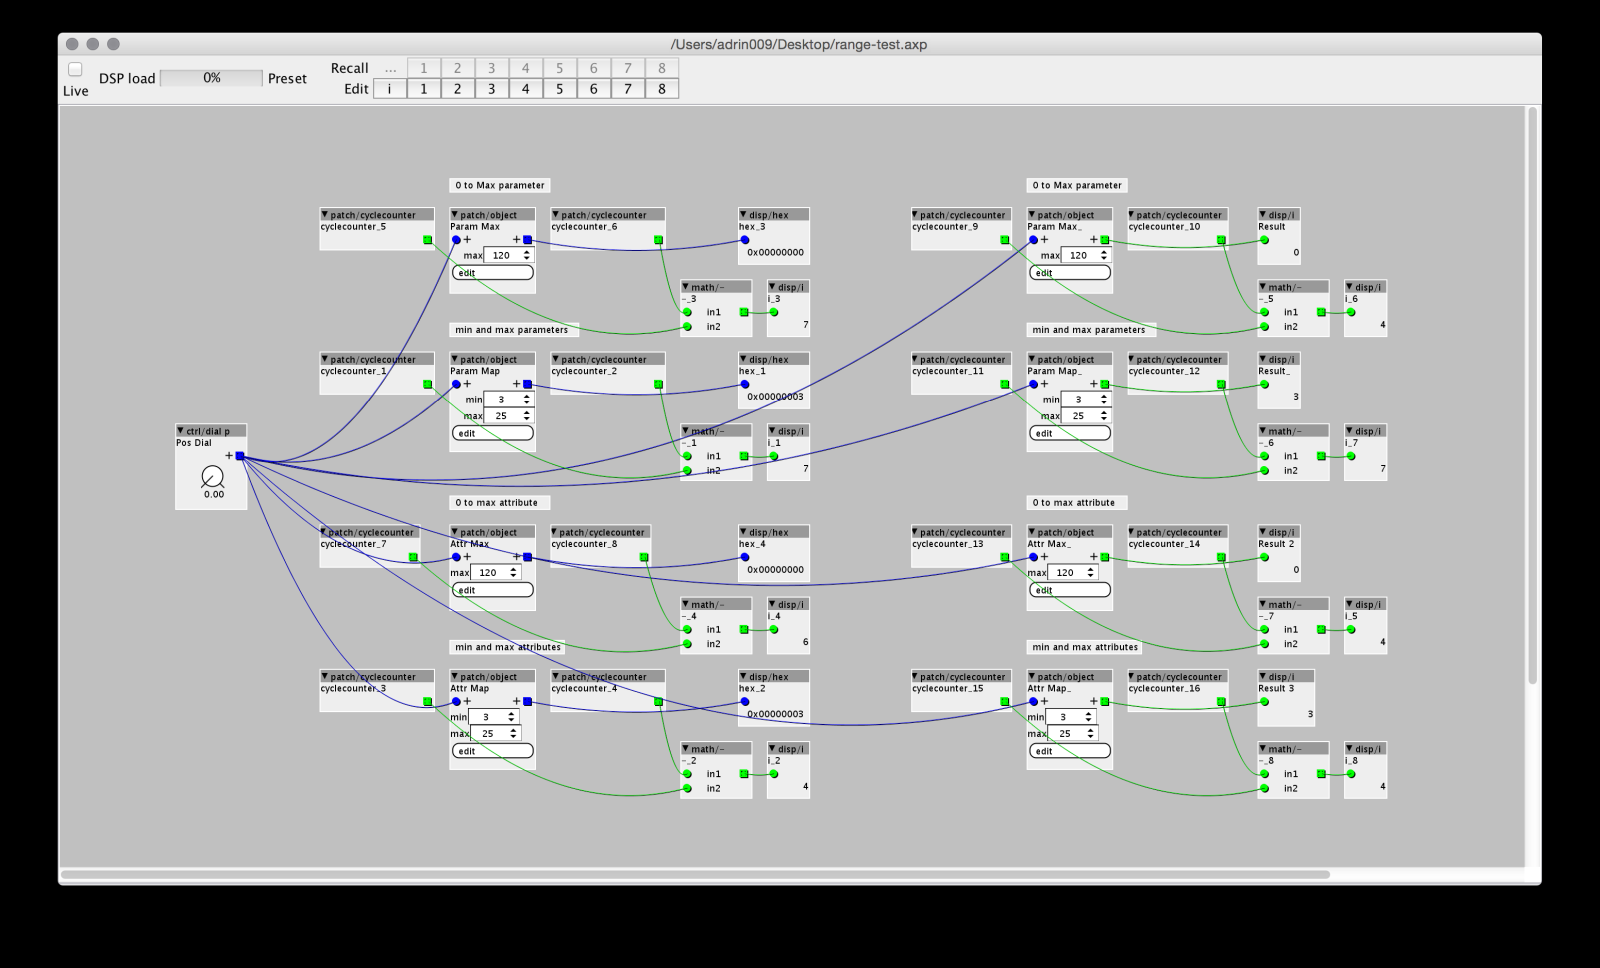 /Users/adrin009/Desktop/range-test.axp
Live
DSP load
0%
Preset
Recall ... 1 2 3 4 5 6 7 8
Edit i 1 2 3 4 5 6 7 8
ctrl/dial p
Pos Dial
+
0.00
0 to Max parameter
patch/cyclecounter
cyclecounter_5
patch/object
Param Max
+ +
max 120
edit
patch/cyclecounter
cyclecounter_6
disp/hex
hex_3
0x00000000
math/-
-_3
in1
in2
disp/i
i_3
7
min and max parameters
patch/cyclecounter
cyclecounter_1
patch/object
Param Map
+ +
min 3
max 25
edit
patch/cyclecounter
cyclecounter_2
disp/hex
hex_1
0x00000003
math/-
-_1
in1
in2
disp/i
i_1
7
0 to max attribute
patch/cyclecounter
cyclecounter_7
patch/object
Attr Max
+ +
max 120
edit
patch/cyclecounter
cyclecounter_8
disp/hex
hex_4
0x00000000
math/-
-_4
in1
in2
disp/i
i_4
6
min and max attributes
patch/cyclecounter
cyclecounter_3
patch/object
Attr Map
+ +
min 3
max 25
edit
patch/cyclecounter
cyclecounter_4
disp/hex
hex_2
0x00000003
math/-
-_2
in1
in2
disp/i
i_2
4
0 to Max parameter
patch/cyclecounter
cyclecounter_9
patch/object
Param Max_
+ +
max 120
edit
patch/cyclecounter
cyclecounter_10
disp/i
Result
0
math/-
-_5
in1
in2
disp/i
i_6
4
min and max parameters
patch/cyclecounter
cyclecounter_11
patch/object
Param Map_
+ +
min 3
max 25
edit
patch/cyclecounter
cyclecounter_12
disp/i
Result_
3
math/-
-_6
in1
in2
disp/i
i_7
7
0 to max attribute
patch/cyclecounter
cyclecounter_13
patch/object
Attr Max_
+ +
max 120
edit
patch/cyclecounter
cyclecounter_14
disp/i
Result 2
0
math/-
-_7
in1
in2
disp/i
i_5
4
min and max attributes
patch/cyclecounter
cyclecounter_15
patch/object
Attr Map_
+ +
min 3
max 25
edit
patch/cyclecounter
cyclecounter_16
disp/i
Result 3
3
math/-
-_8
in1
in2
disp/i
i_8
4